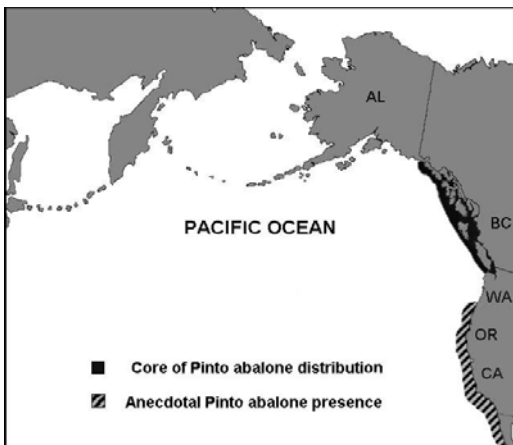 AL
BC
PACIFIC OCEAN
WA
OR
Core of Pinto abalone distribution
CA
Anecdotal Pinto abalone presence